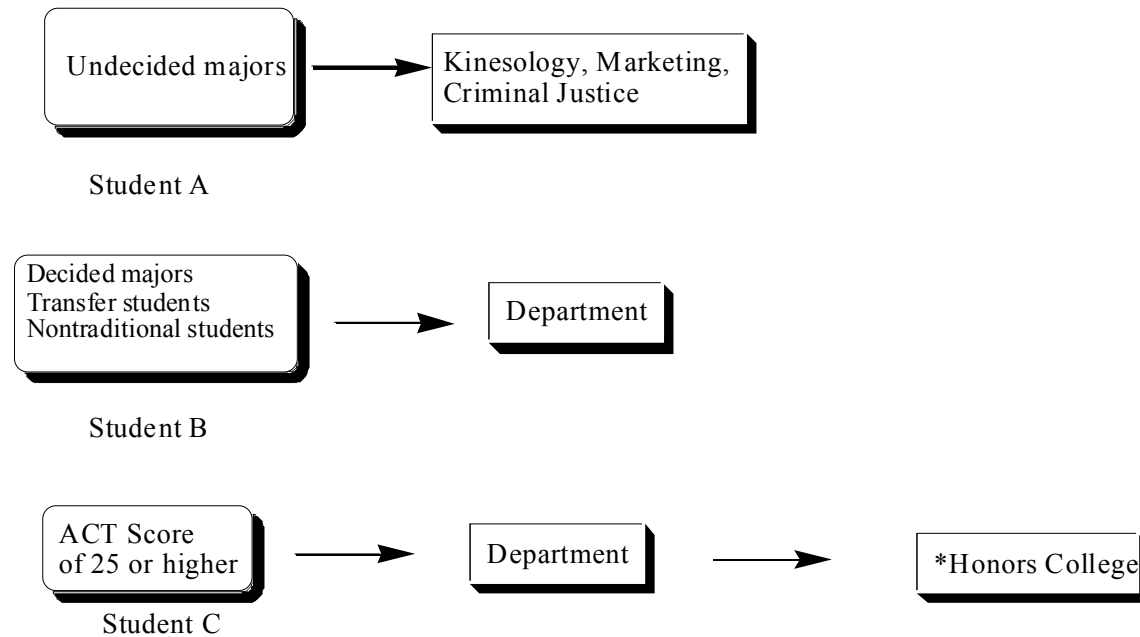 Undecided majors
Kinesology, Marketing,
Criminal Justice
Student A
Decided majors
Transfer students
Nontraditional students
Department
Student B
ACT Score
of 25 or higher
Department
*Honors College
Student C